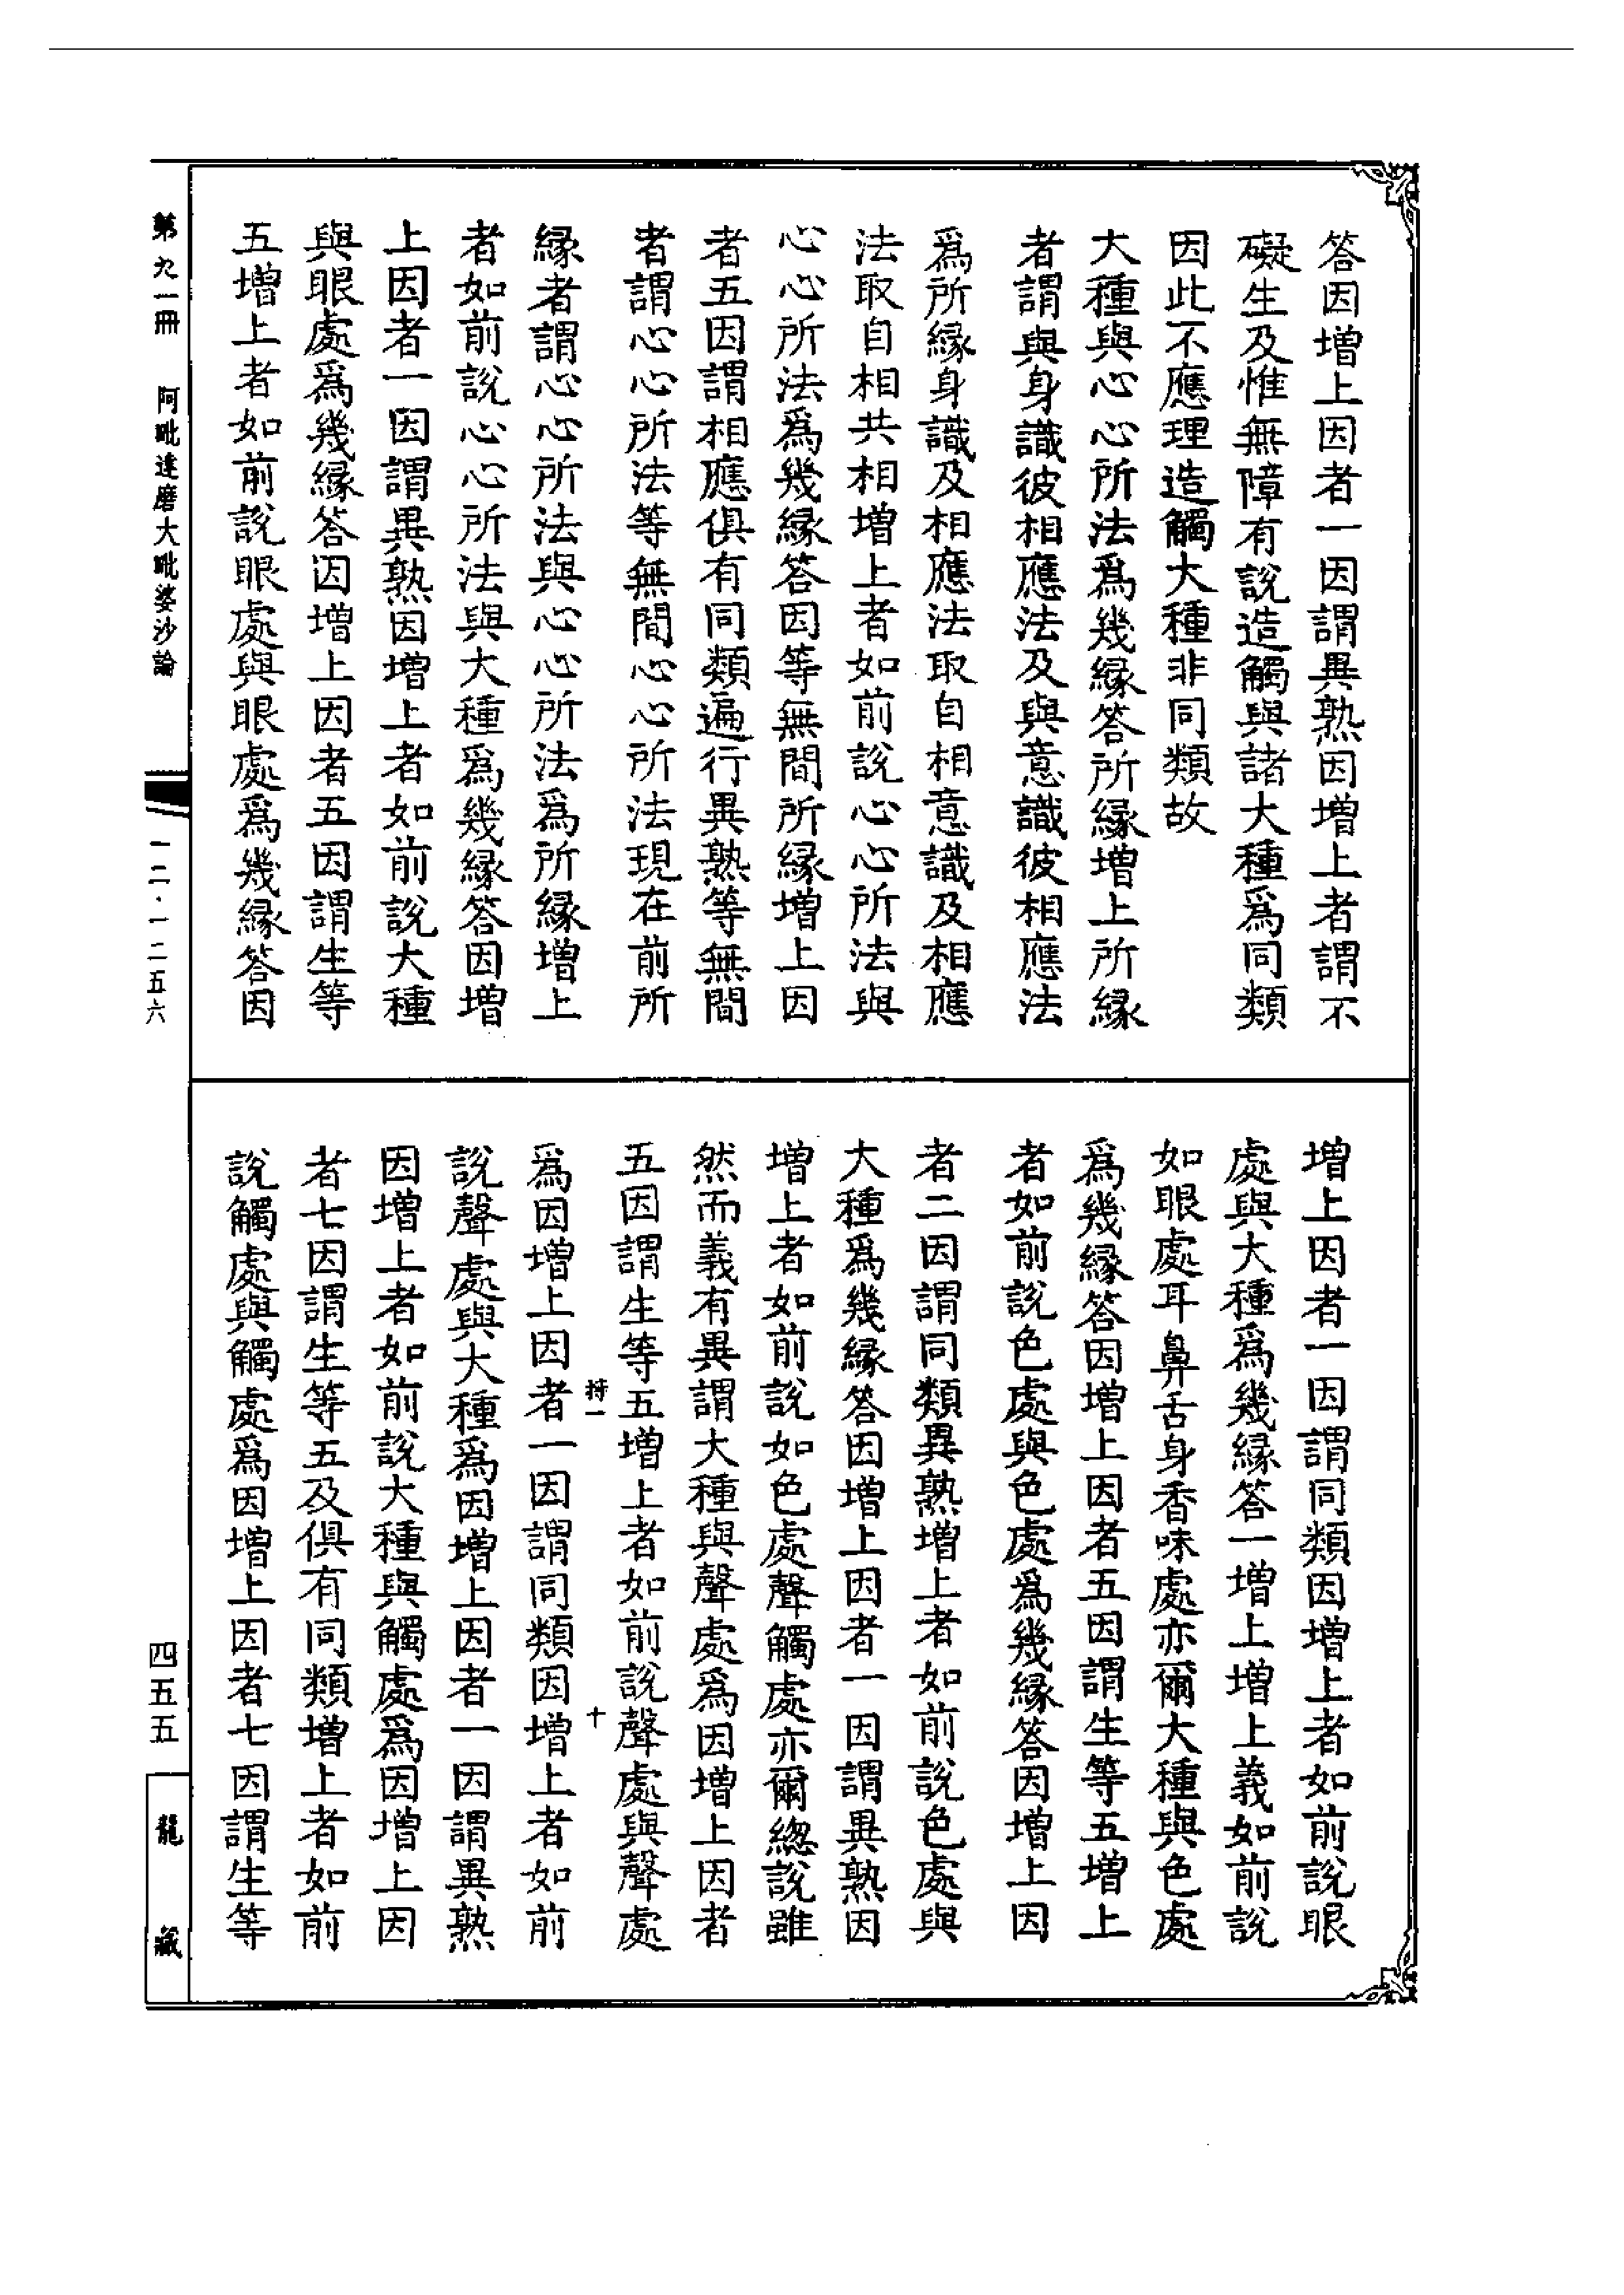 答因增上因者一因謂異熟因增上者謂不
礙生及惟無障有說造觸與諸大種爲同類
因此不應理造觸大種非同類故
大種與心心所法爲幾緣答所緣增上所緣
者謂與身識彼相應法及與意識彼相應法
爲所緣身識及相應法取自相意識及相應
法取自相共相增上者如前說心心所法與
心心所法爲幾緣答因等無間所緣增上因
者五因謂相應俱有同類遍行異熟等無間
者謂心心所法等無間心心所法現在前所
緣者謂心心所法與心心所法爲所緣增上
者如前說心心所法與大種爲幾緣答因增
上因者一因謂異熟因增上者如前說大種
與眼處爲幾緣答因增上因者五因謂生等
五增上者如前說眼處與眼處爲幾緣答因
增上因者一因謂同類因增上者如前說眼
處與大種爲幾緣答一增上增上義如前說
如眼處耳鼻舌身香味處亦爾大種與色處
爲幾緣答因增上因者五因謂生等五增上
者如前說色處與色處爲幾緣答因增上因
者二因謂同類異熟增上者如前說色處與
大種爲幾緣答因增上因者一因謂異熟因
增上者如前說如色處聲觸處亦爾總說雖
然而義有異謂大種與聲處爲因增上因者
五因謂生等五增上者如前說聲處與聲處
持一 十
爲因增上因者一因謂同類因增上者如前
說聲處與大種爲因增上因者一因謂異熟
因增上者如前說大種與觸處爲因增上因
者七因謂生等五及俱有同類增上者如前
說觸處與觸處爲因增上因者七因謂生等
第九一冊 阿毗達磨大毗婆沙論
一二·一二五六
四五五
龍藏